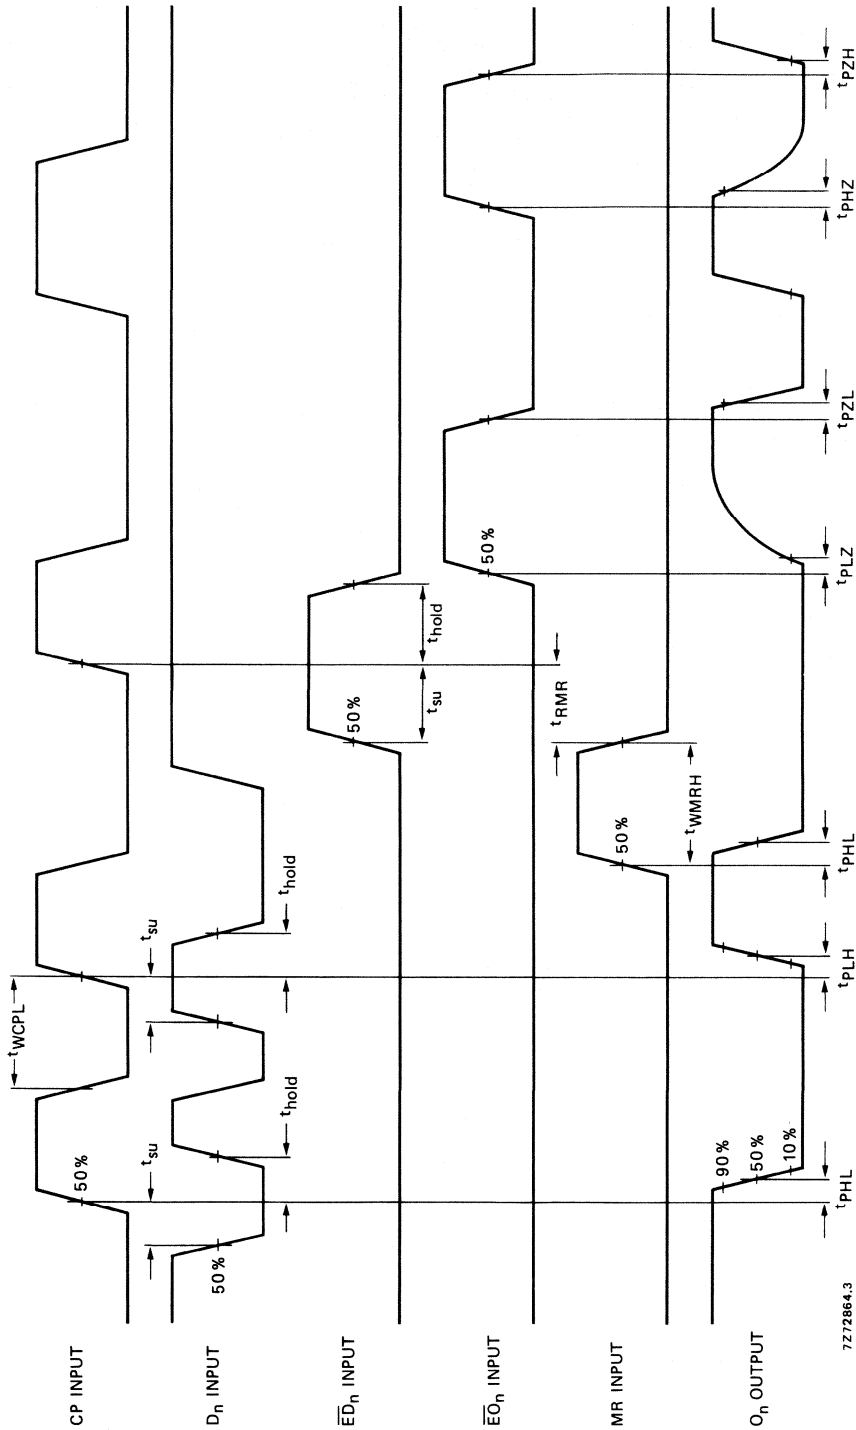 CP INPUT
50%
tWCPL
Dn INPUT
50%
tsu
tsu
thold
thold
EDn INPUT
50%
tsu
thold
EOn INPUT
50%
tRMR
MR INPUT
50%
tWMRH
On OUTPUT
90%
50%
10%
tPHL
tPLH
tPHL
tPLZ
tPZL
tPHZ
tPZH
7Z72864.3